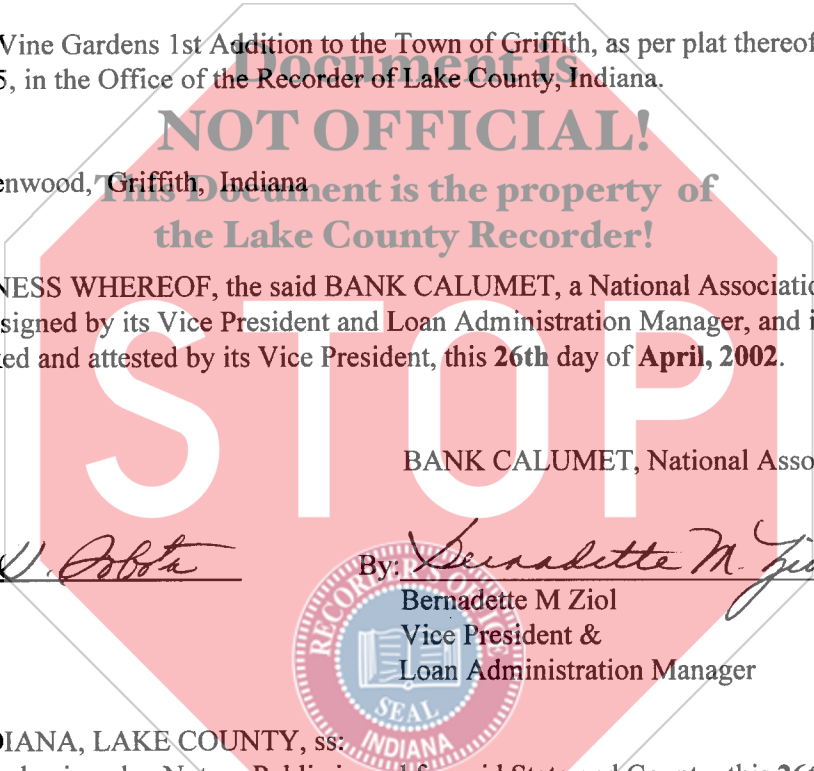 Vine Gardens 1st Addition to the Town of Griffith, as per plat thereof
5, in the Office of the Recorder of Lake County, Indiana.
Document is
NOT OFFICIAL!
enwood, Griffith, Indiana
This Document is the property of
the Lake County Recorder!
NESS WHEREOF, the said BANK CALUMET, a National Associatio
signed by its Vice President and Loan Administration Manager, and i
ed and attested by its Vice President, this 26th day of April, 2002.
STOP
BANK CALUMET, National Asso
By: Bernadette M. Zio
Bernadette M Ziol
Vice President &
Loan Administration Manager
RECORDER'S OFFICE
SEAL
INDIANA
DIANA, LAKE COUNTY, ss: